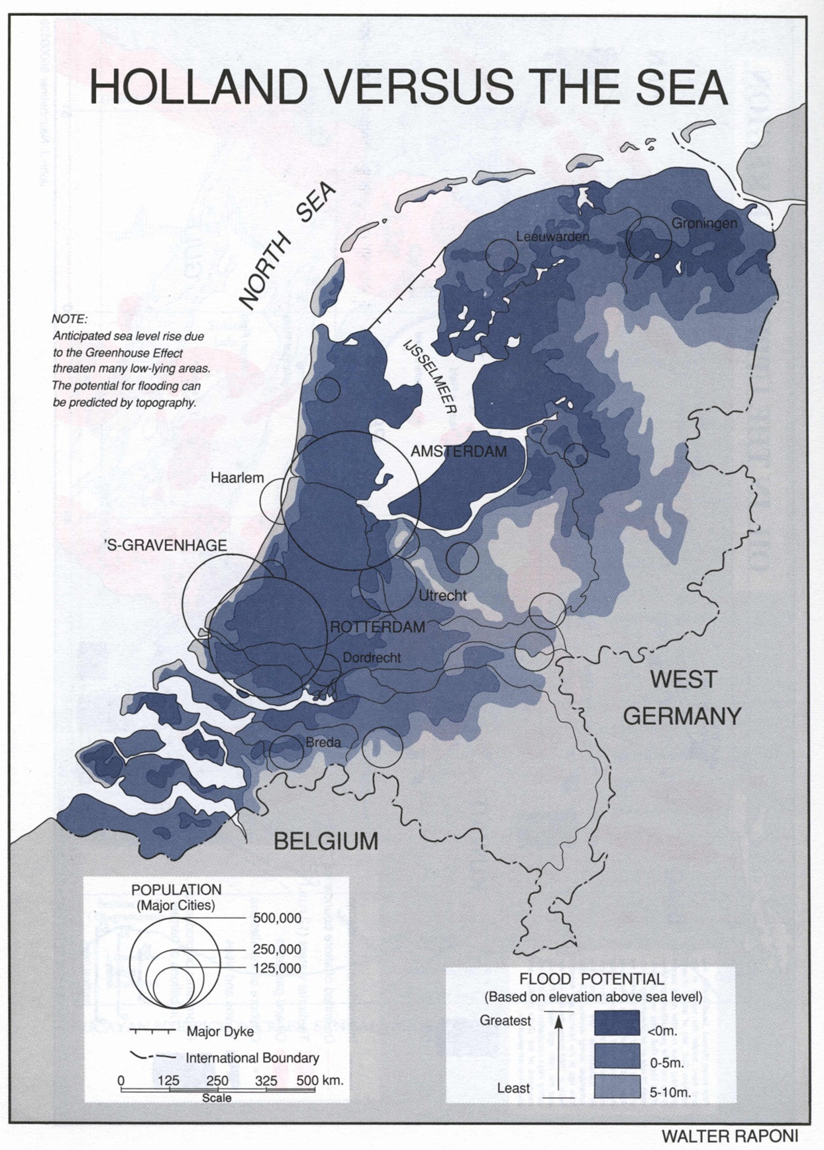 HOLLAND VERSUS THE SEA
NORTH SEA
Groningen
Leeuwarden
NOTE:
Anticipated sea level rise due
to the Greenhouse Effect
threaten many low-lying areas.
The potential for flooding can
be predicted by topography.
IJSSELMEER
AMSTERDAM
Haarlem
'S-GRAVENHAGE
Utrecht
ROTTERDAM
Dordrecht
WEST
GERMANY
Breda
BELGIUM
POPULATION
(Major Cities)
500,000
250,000
125,000
Major Dyke
International Boundary
0 125 250 325 500 km.
Scale
FLOOD POTENTIAL
(Based on elevation above sea level)
Greatest
<0m.
0-5m.
Least
5-10m.
WALTER RAPONI